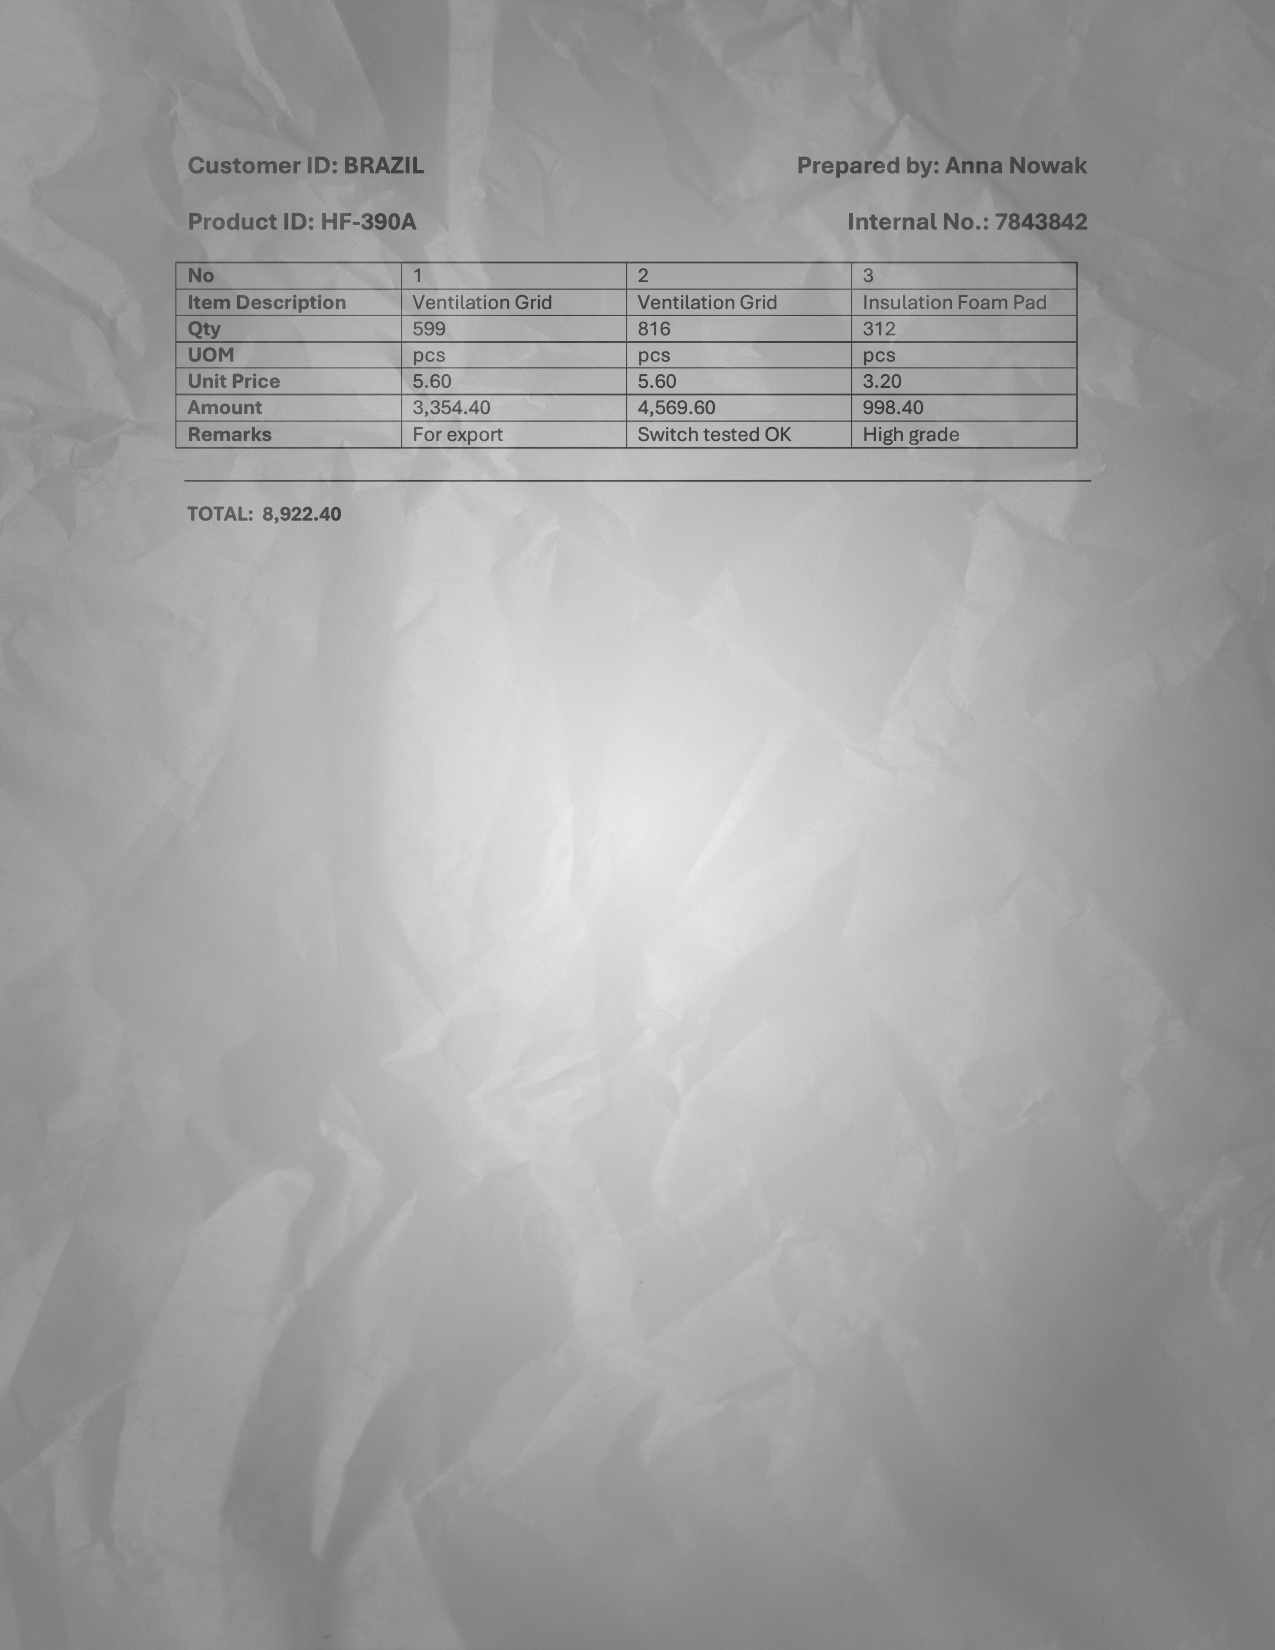 Customer ID: BRAZIL Prepared by: Anna Nowak
Product ID: HF-390A Internal No.: 7843842
No 1 2 3
Item Description Ventilation Grid Ventilation Grid Insulation Foam Pad
Qty 599 816 312
UOM pcs pcs pcs
Unit Price 5.60 5.60 3.20
Amount 3,354.40 4,569.60 998.40
Remarks For export Switch tested OK High grade
TOTAL: 8,922.40